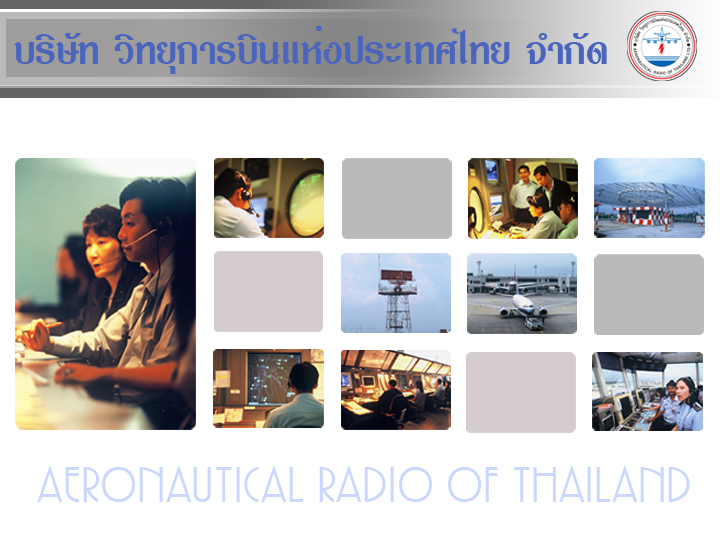 บริษัท วิทยุการบินแห่งประเทศไทย จำกัด
AERONAUTICAL RADIO OF THAILAND